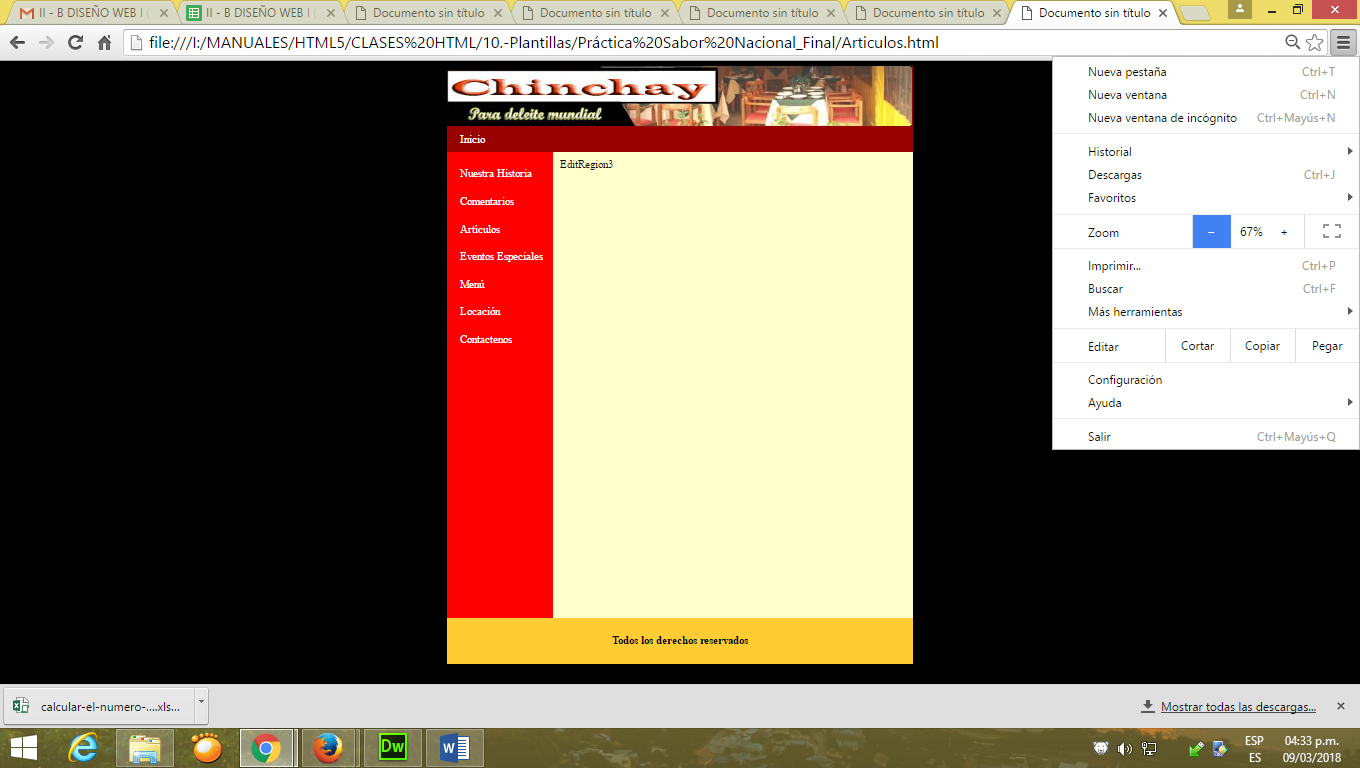 II - B DISEÑO WEB I (
II - B DISEÑO WEB I (
Documento sin título
Documento sin título
Documento sin título
Documento sin título
Documento sin título
file:///I:/MANUALES/HTML5/CLASES%20HTML/10.-Plantillas/Práctica%20Sabor%20Nacional_Final/Articulos.html
Chinchay
Para deleite mundial
Inicio
Nuestra Historia
Comentarios
Articulos
Eventos Especiales
Menú
Locación
Contactenos
EditRegion3
Todos los derechos reservados
Nueva pestaña Ctrl+T
Nueva ventana Ctrl+N
Nueva ventana de incógnito Ctrl+Mayús+N
Historial
Descargas Ctrl+J
Favoritos
Zoom – 67% +
Imprimir... Ctrl+P
Buscar Ctrl+F
Más herramientas
Editar Cortar Copiar Pegar
Configuración
Ayuda
Salir Ctrl+Mayús+Q
calcular-el-numero-....xls...
Mostrar todas las descargas...
Dw
ESP 04:33 p.m.
ES 09/03/2018